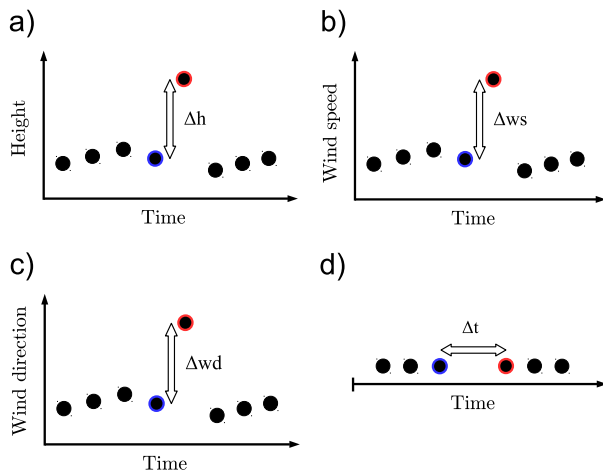 a)
Height
Δh
Time
b)
Wind speed
Δws
Time
c)
Wind direction
Δwd
Time
d)
Δt
Time